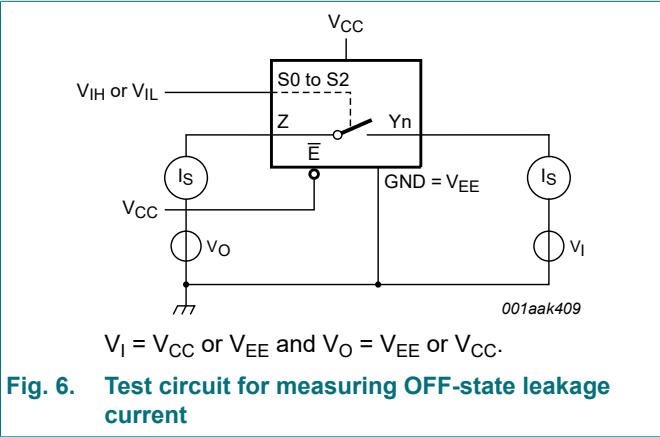 VCC
S0 to S2
VIH or VIL
Z
Yn
E
IS
GND = VEE
IS
VCC
VO
VI
001aak409
VI = VCC or VEE and VO = VEE or VCC.
Fig. 6. Test circuit for measuring OFF-state leakage
current